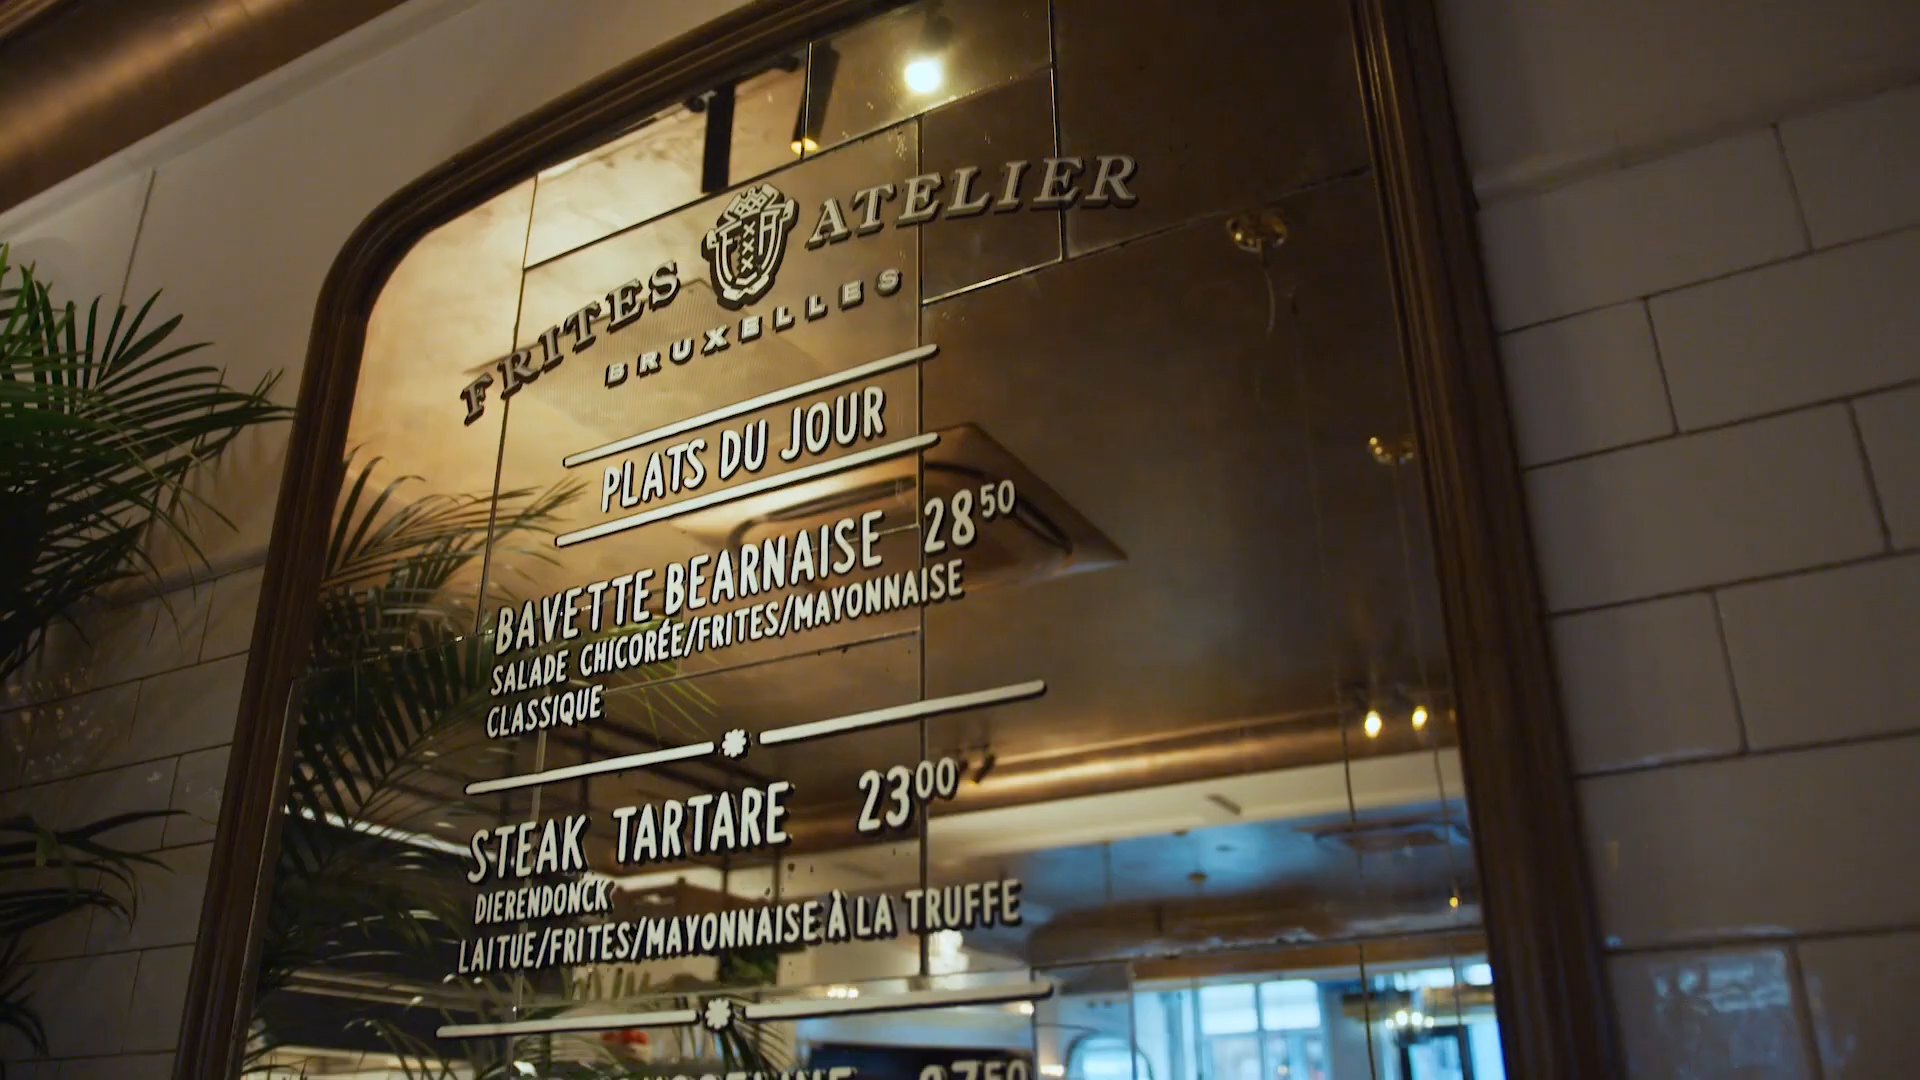 FRITES ATELIER
BRUXELLES
PLATS DU JOUR
BAVETTE BEARNAISE 28⁵⁰
SALADE CHICORÉE/FRITES/MAYONNAISE
CLASSIQUE
STEAK TARTARE 23⁰⁰
DIERENDONCK
LAITUE/FRITES/MAYONNAISE À LA TRUFFE